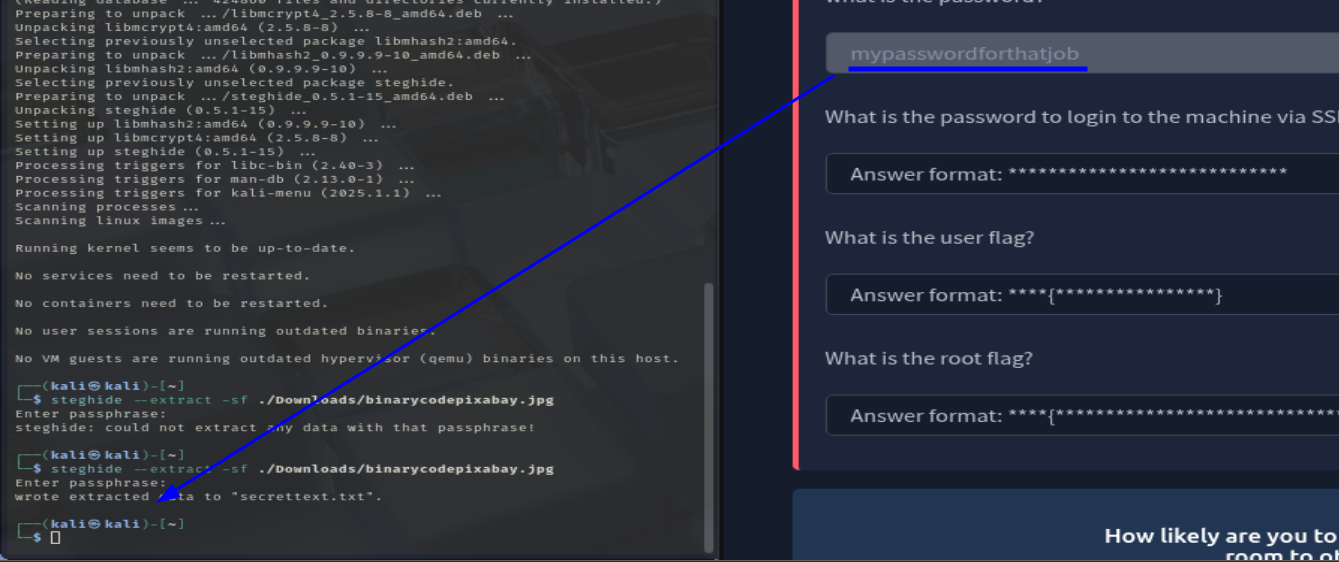 (Reading database ... 424860 files and directories currently installed.)
Preparing to unpack .../libmcrypt4_2.5.8-8_amd64.deb ...
Unpacking libmcrypt4:amd64 (2.5.8-8) ...
Selecting previously unselected package libmhash2:amd64.
Preparing to unpack .../libmhash2_0.9.9.9-10_amd64.deb ...
Unpacking libmhash2:amd64 (0.9.9.9-10) ...
Selecting previously unselected package steghide.
Preparing to unpack .../steghide_0.5.1-15_amd64.deb ...
Unpacking steghide (0.5.1-15) ...
Setting up libmhash2:amd64 (0.9.9.9-10) ...
Setting up libmcrypt4:amd64 (2.5.8-8) ...
Setting up steghide (0.5.1-15) ...
Processing triggers for libc-bin (2.40-3) ...
Processing triggers for man-db (2.13.0-1) ...
Processing triggers for kali-menu (2025.1.1) ...
Scanning processes...
Scanning linux images...
Running kernel seems to be up-to-date.
No services need to be restarted.
No containers need to be restarted.
No user sessions are running outdated binaries.
No VM guests are running outdated hypervisor (qemu) binaries on this host.
┌──(kali㉿kali)-[~]
└─$ steghide --extract -sf ./Downloads/binarycodepixabay.jpg
Enter passphrase:
steghide: could not extract any data with that passphrase!
┌──(kali㉿kali)-[~]
└─$ steghide --extract -sf ./Downloads/binarycodepixabay.jpg
Enter passphrase:
wrote extracted data to "secrettext.txt".
┌──(kali㉿kali)-[~]
└─$
What is the password?
mypasswordforthatjob
What is the password to login to the machine via SSH
Answer format: ****************************
What is the user flag?
Answer format: ****{****************}
What is the root flag?
Answer format: ****{*****************************
How likely are you to
room to